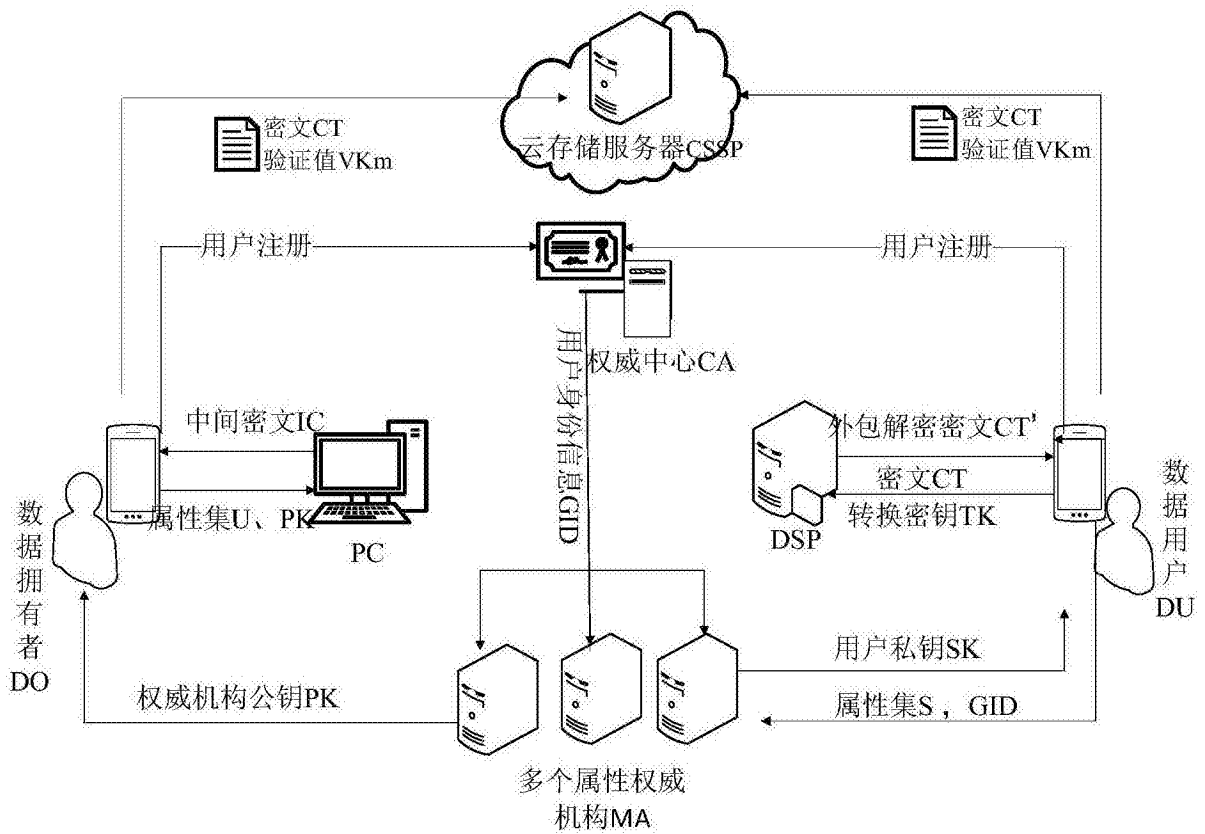 密文CT
验证值VKm
云存储服务器CSSP
密文CT
验证值VKm
用户注册
用户注册
权威中心CA
用户身份信息GID
中间密文IC
属性集U、PK
PC
外包解密密文CT'
密文CT
转换密钥TK
DSP
数据拥有者DO
数据用户DU
权威机构公钥PK
用户私钥SK
属性集S，GID
多个属性权威
机构MA